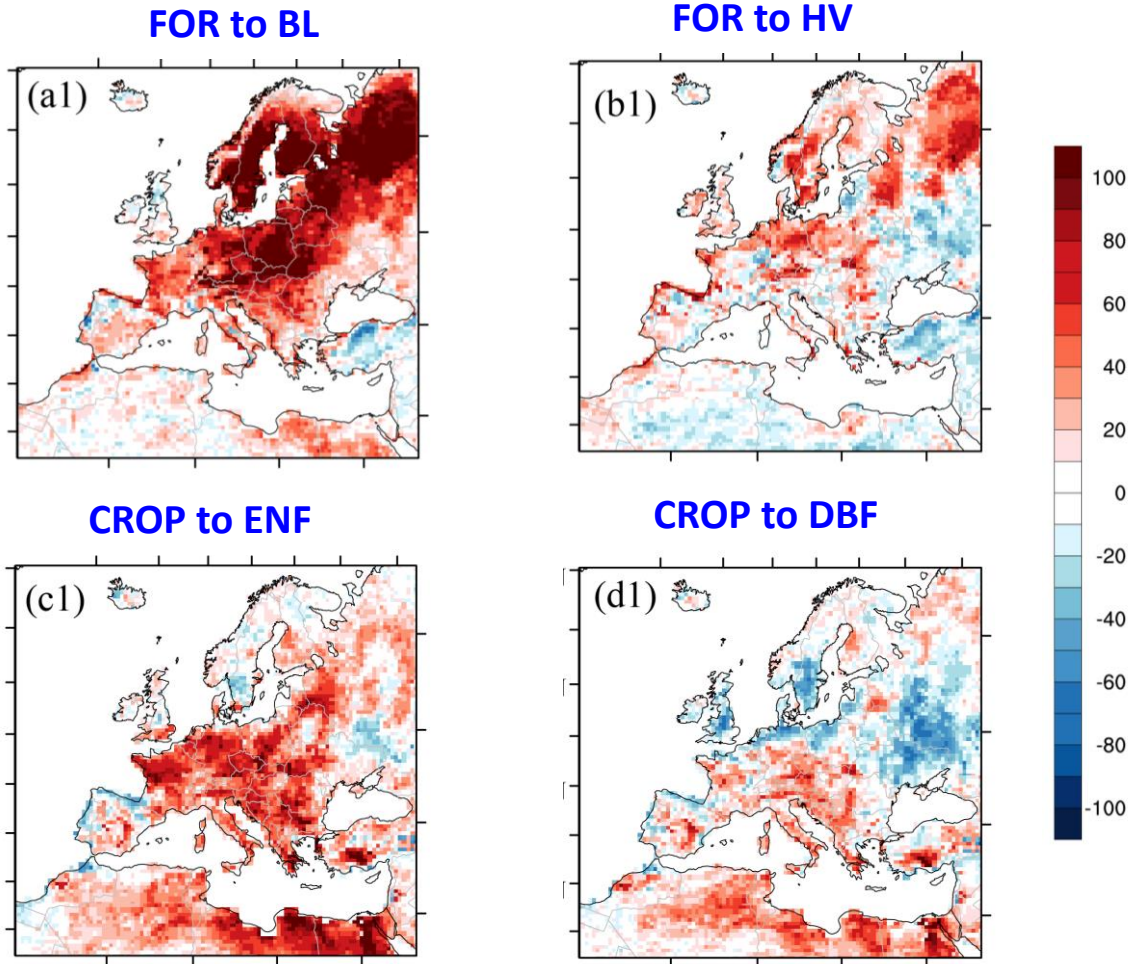 FOR to BL
FOR to HV
(a1)
(b1)
100
80
60
40
20
0
-20
-40
-60
-80
-100
CROP to ENF
CROP to DBF
(c1)
(d1)